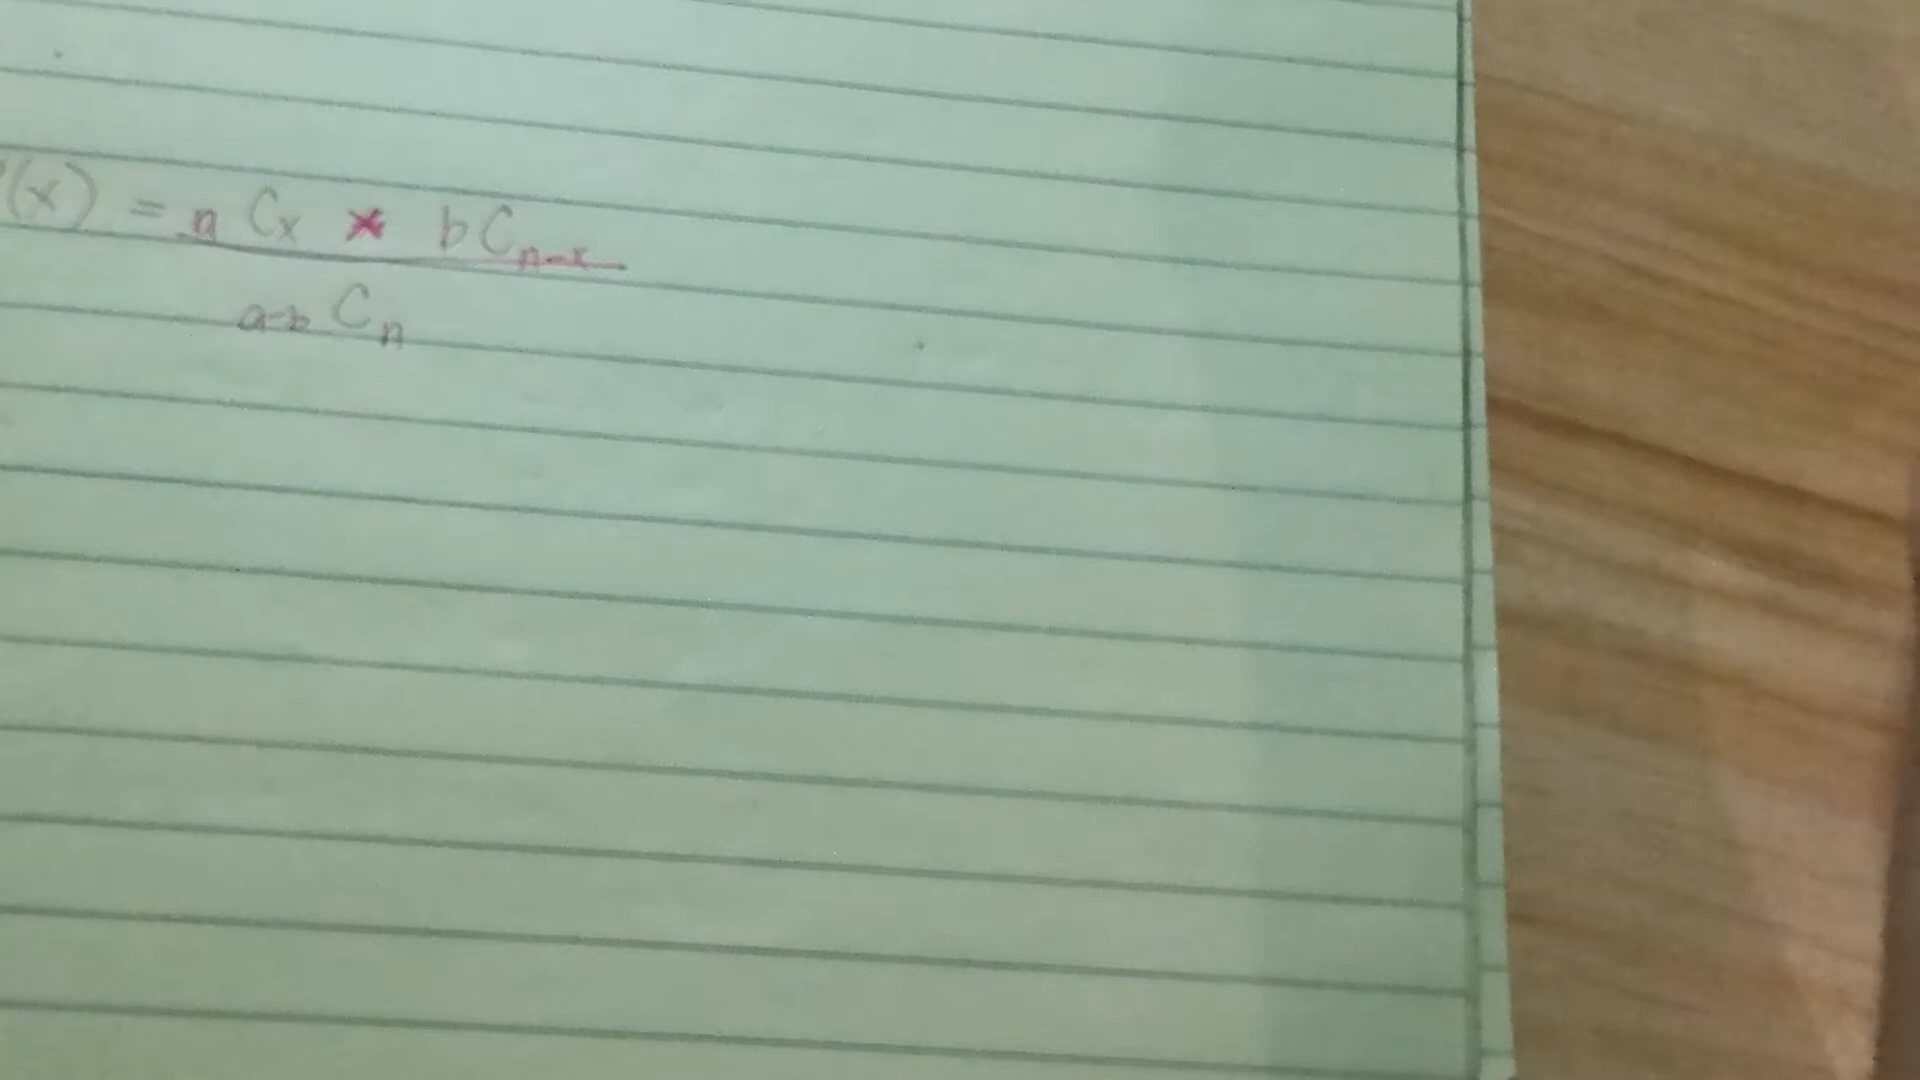 (x) = n Cx * b Cn-x
a-b Cn